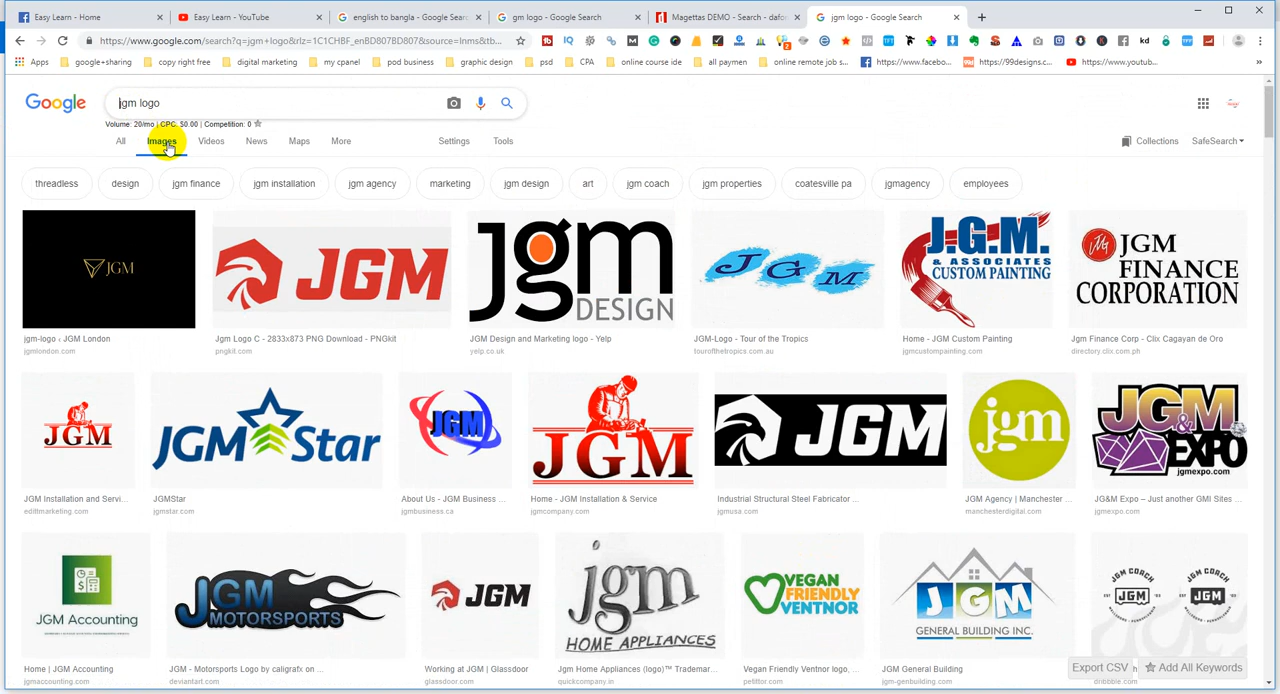 Easy Learn - Home
Easy Learn - YouTube
english to bangla - Google Sear
gm logo - Google Search
Magettas DEMO - Search - dafo
jgm logo - Google Search
https://www.google.com/search?q=jgm+logo&rlz=1C1CHBF_enBD807BD807&source=lnms&tb...
Apps
google+sharing
copy right free
digital marketing
my cpanel
pod business
graphic design
psd
CPA
online course ide
all paymen
online remote job s...
https://www.faceboo...
https://99designs.c...
https://www.youtub...
Google
jgm logo
Volume: 20/mo | CPC: $0.00 | Competition: 0
All
Images
Videos
News
Maps
More
Settings
Tools
Collections
SafeSearch
threadless
design
jgm finance
jgm installation
jgm agency
marketing
jgm design
art
jgm coach
jgm properties
coatesville pa
jgmagency
employees
JGM
JGM
jgm
DESIGN
JGM
J.G.M.
& ASSOCIATES
CUSTOM PAINTING
JGM
FINANCE
CORPORATION
jgm-logo ‹ JGM London
jgmlondon.com
Jgm Logo C - 2833x873 PNG Download - PNGkit
pngkit.com
JGM Design and Marketing logo - Yelp
yelp.co.uk
JGM-Logo - Tour of the Tropics
tourofthetropics.com.au
Home - JGM Custom Painting
jgmcustompainting.com
Jgm Finance Corp - Clix Cagayan de Oro
directory.clix.com.ph
JGM
JGM Star
JGM
JGM
JGM
jgm
JG&M
EXPO
jgmexpo.com
JGM Installation and Servi...
editmarketing.com
JGMStar
jgmstar.com
About Us - JGM Business ...
jgmbusiness.ca
Home - JGM Installation & Service
jgmcompany.com
Industrial Structural Steel Fabricator ...
jgmusa.com
JGM Agency | Manchester ...
manchesterdigital.com
JG&M Expo – Just another GMI Sites ...
jgmexpo.com
JGM Accounting
JGM
MOTORSPORTS
JGM
jgm
HOME APPLIANCES
VEGAN
FRIENDLY
VENTNOR
JGM
GENERAL BUILDING INC.
JGM COACH
JGM
JGM COACH
JGM
Home | JGM Accounting
jgmaccounting.com
JGM - Motorsports Logo by caligrafx on ...
deviantart.com
Working at JGM | Glassdoor
glassdoor.com
Jgm Home Appliances (logo)™ Trademar...
quickcompany.in
Vegan Friendly Ventnor logo, ...
petittor.com
JGM General Building
jgm-genbuilding.com
dribbble.com
Export CSV
Add All Keywords